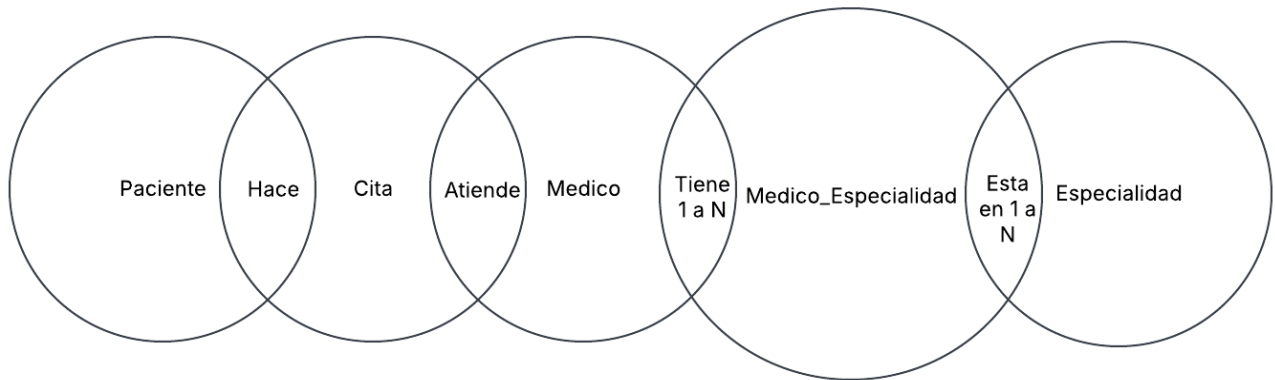 Paciente
Hace
Cita
Atiende
Medico
Tiene
1 a N
Medico_Especialidad
Esta
en 1 a
N
Especialidad